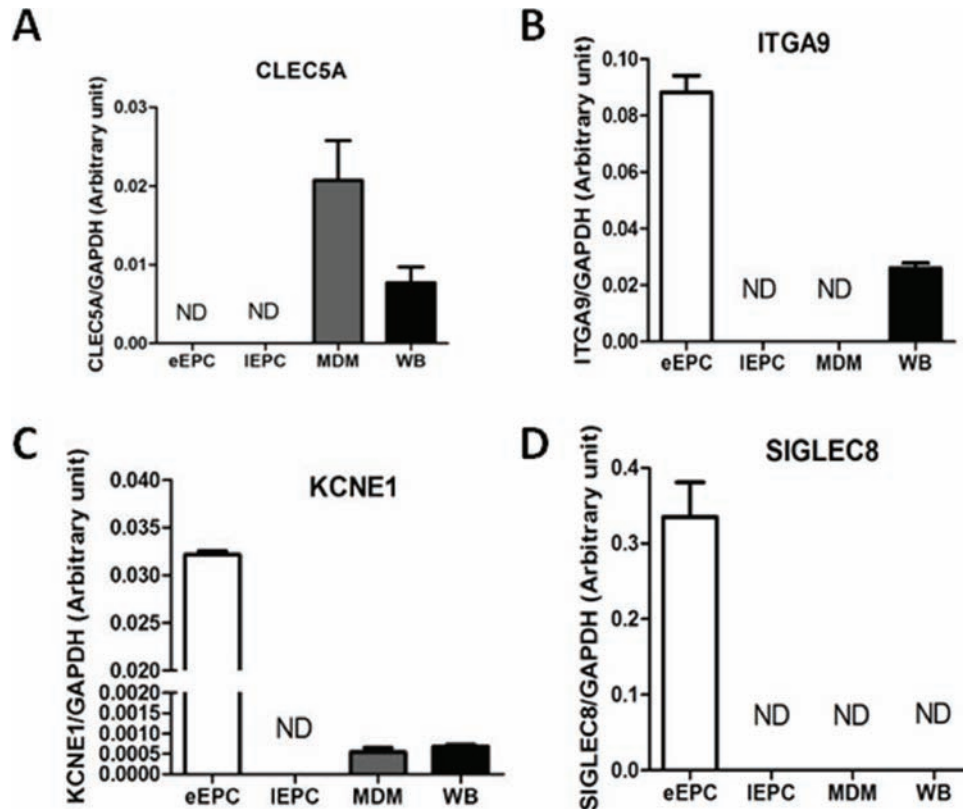 A
CLEC5A
CLEC5A/GAPDH (Arbitrary unit)
0.03
0.02
0.01
0.00
ND
ND
eEPC
lEPC
MDM
WB
B
ITGA9
ITGA9/GAPDH (Arbitrary unit)
0.10
0.08
0.06
0.04
0.02
0.00
ND
ND
eEPC
lEPC
MDM
WB
C
KCNE1
KCNE1/GAPDH (Arbitrary unit)
0.040
0.035
0.030
0.025
0.020
0.0020
0.0015
0.0010
0.0005
0.0000
ND
eEPC
lEPC
MDM
WB
D
SIGLEC8
SIGLEC8/GAPDH (Arbitrary unit)
0.4
0.3
0.2
0.1
0.0
ND
ND
ND
eEPC
lEPC
MDM
WB